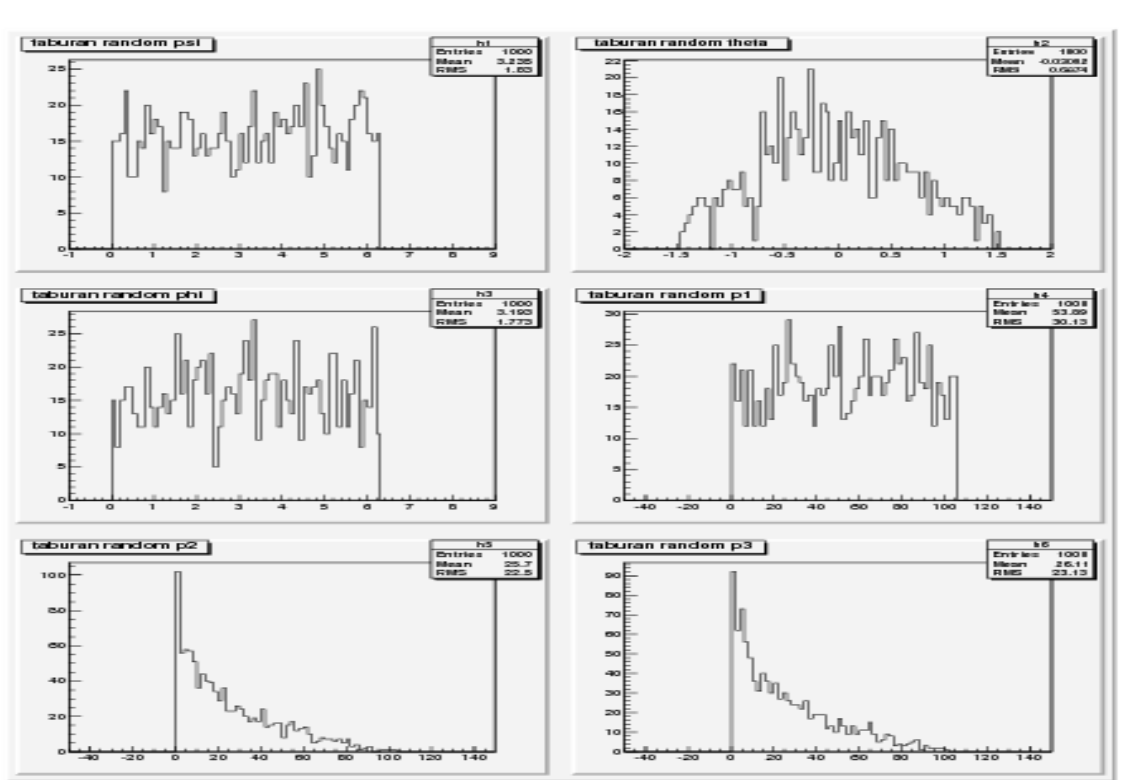 taburan random psi
h1
Entries 1000
Mean 3.235
RMS 1.83
25
20
15
10
5
0
-1 0 1 2 3 4 5 6 7 8 9
taburan random theta
h2
Entries 1000
Mean
RMS
22
20
18
16
14
12
10
8
6
4
2
0
-2 -1.5 -1 -0.5 0 0.5 1 1.5 2
taburan random phi
h3
Entries 1000
Mean 3.193
RMS 1.773
25
20
15
10
5
0
-1 0 1 2 3 4 5 6 7 8 9
taburan random p1
h4
Entries 1000
Mean 53.89
RMS 30.13
30
25
20
15
10
5
0
-40 -20 0 20 40 60 80 100 120 140
taburan random p2
h5
Entries 1000
Mean 25.7
RMS 22.5
100
80
60
40
20
0
-40 -20 0 20 40 60 80 100 120 140
taburan random p3
h6
Entries 1000
Mean 26.11
RMS 23.13
90
80
70
60
50
40
30
20
10
0
-40 -20 0 20 40 60 80 100 120 140